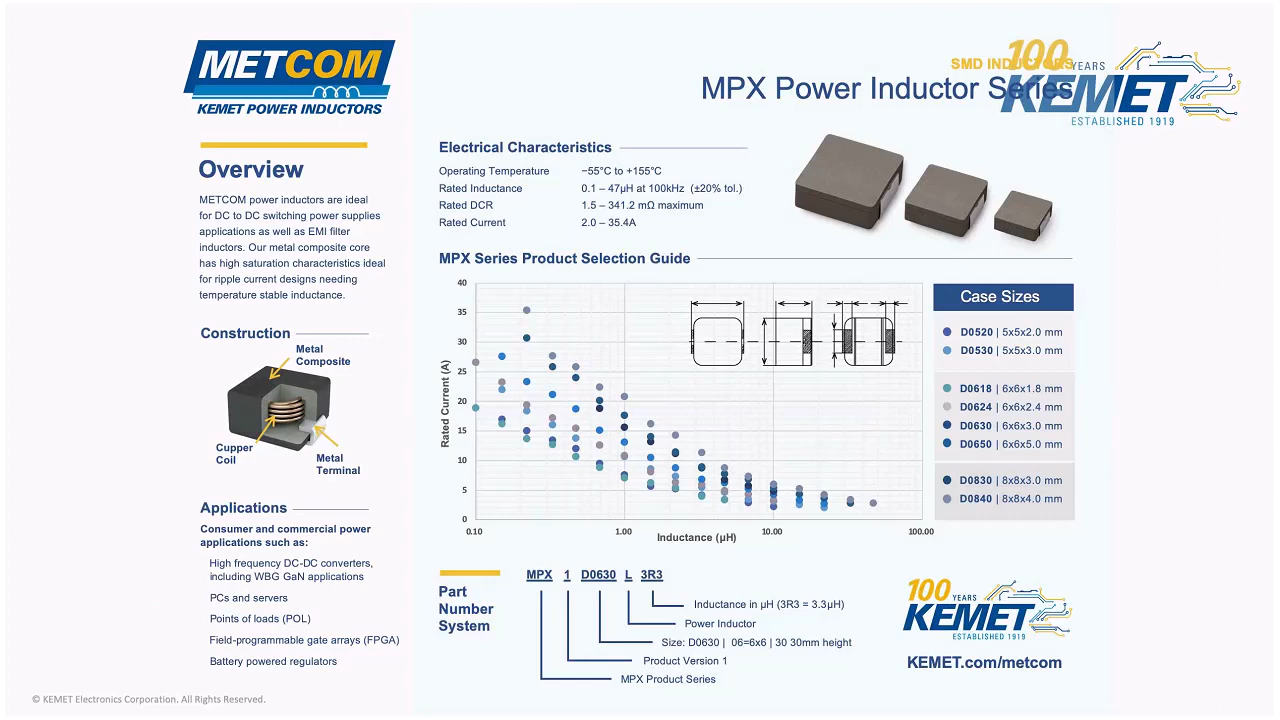 METCOM
KEMET POWER INDUCTORS
SMD INDUCTORS
MPX Power Inductor Series
100 YEARS
KEMET
ESTABLISHED 1919
Overview
METCOM power inductors are ideal
for DC to DC switching power supplies
applications as well as EMI filter
inductors. Our metal composite core
has high saturation characteristics ideal
for ripple current designs needing
temperature stable inductance.
Construction
Metal
Composite
Cupper
Coil
Metal
Terminal
Applications
Consumer and commercial power
applications such as:
High frequency DC-DC converters,
including WBG GaN applications
PCs and servers
Points of loads (POL)
Field-programmable gate arrays (FPGA)
Battery powered regulators
Electrical Characteristics
Operating Temperature −55°C to +155°C
Rated Inductance 0.1 – 47µH at 100kHz (±20% tol.)
Rated DCR 1.5 – 341.2 mΩ maximum
Rated Current 2.0 – 35.4A
MPX Series Product Selection Guide
Rated Current (A)
40
35
30
25
20
15
10
5
0
0.10 1.00 10.00 100.00
Inductance (µH)
Case Sizes
D0520 | 5x5x2.0 mm
D0530 | 5x5x3.0 mm
D0618 | 6x6x1.8 mm
D0624 | 6x6x2.4 mm
D0630 | 6x6x3.0 mm
D0650 | 6x6x5.0 mm
D0830 | 8x8x3.0 mm
D0840 | 8x8x4.0 mm
Part
Number
System
MPX 1 D0630 L 3R3
Inductance in µH (3R3 = 3.3µH)
Power Inductor
Size: D0630 | 06=6x6 | 30 30mm height
Product Version 1
MPX Product Series
100 YEARS
KEMET
ESTABLISHED 1919
KEMET.com/metcom
© KEMET Electronics Corporation. All Rights Reserved.